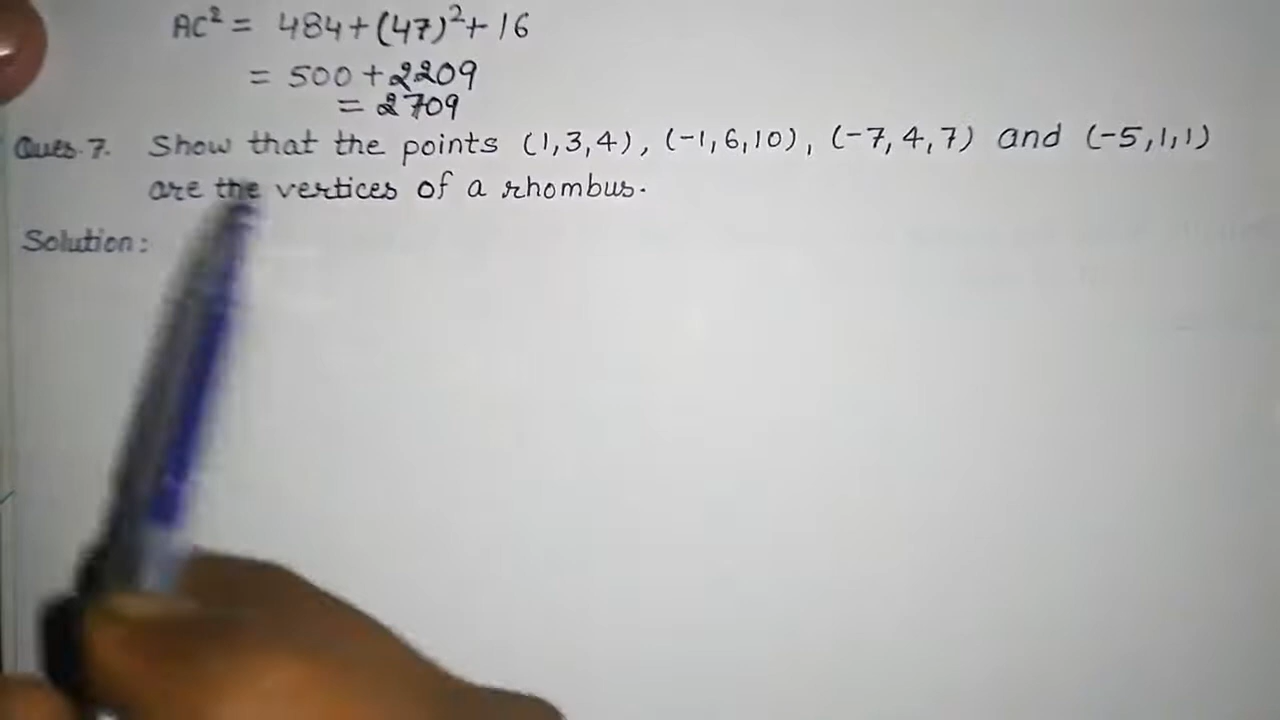 AC² = 484 + (47)² + 16
= 500 + 2209
= 2709
Ques. 7. Show that the points (1,3,4), (-1,6,10), (-7,4,7) and (-5,1,1)
are the vertices of a rhombus.
Solution: